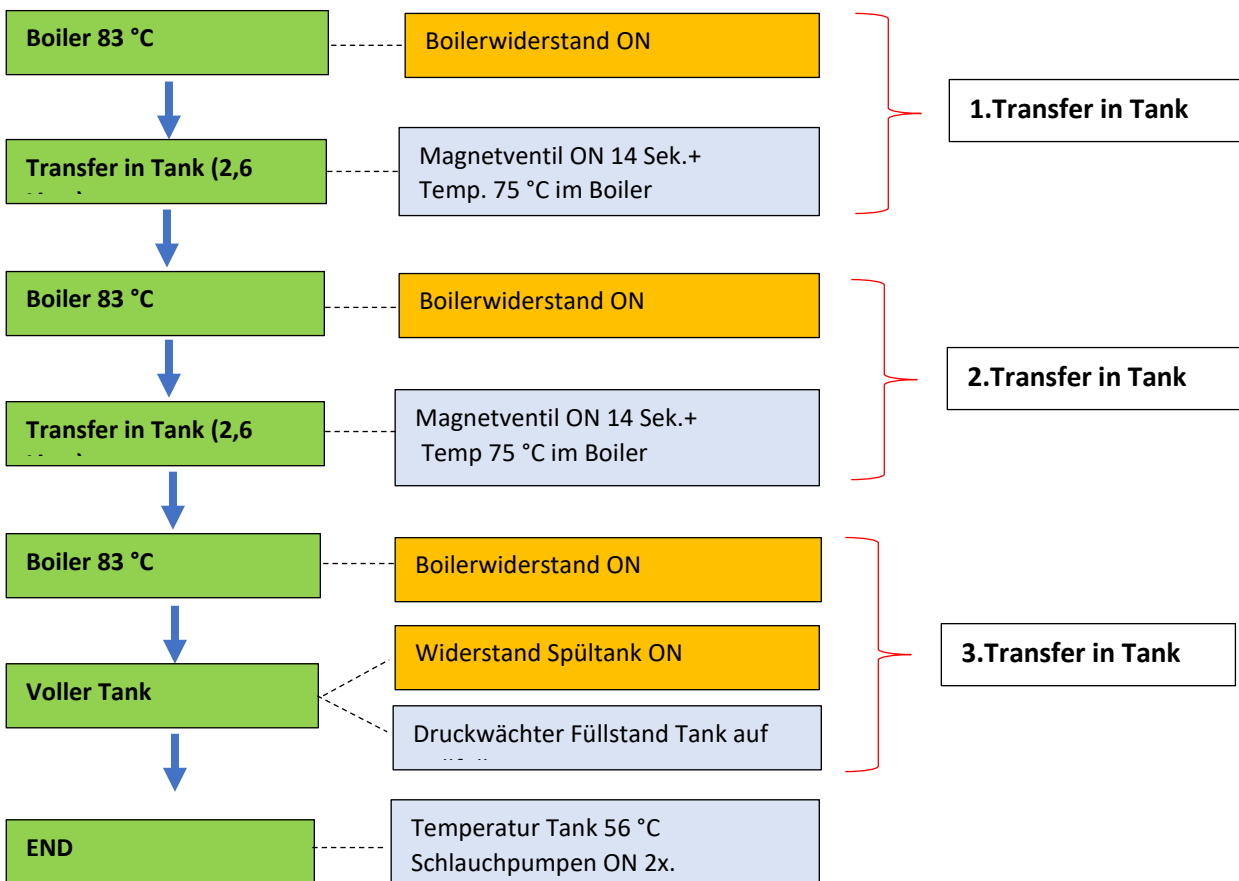 Boiler 83 °C
Boilerwiderstand ON
1.Transfer in Tank
Transfer in Tank (2,6
Magnetventil ON 14 Sek.+
Temp. 75 °C im Boiler
Boiler 83 °C
Boilerwiderstand ON
2.Transfer in Tank
Transfer in Tank (2,6
Magnetventil ON 14 Sek.+
Temp 75 °C im Boiler
Boiler 83 °C
Boilerwiderstand ON
3.Transfer in Tank
Voller Tank
Widerstand Spültank ON
Druckwächter Füllstand Tank auf
END
Temperatur Tank 56 °C
Schlauchpumpen ON 2x.